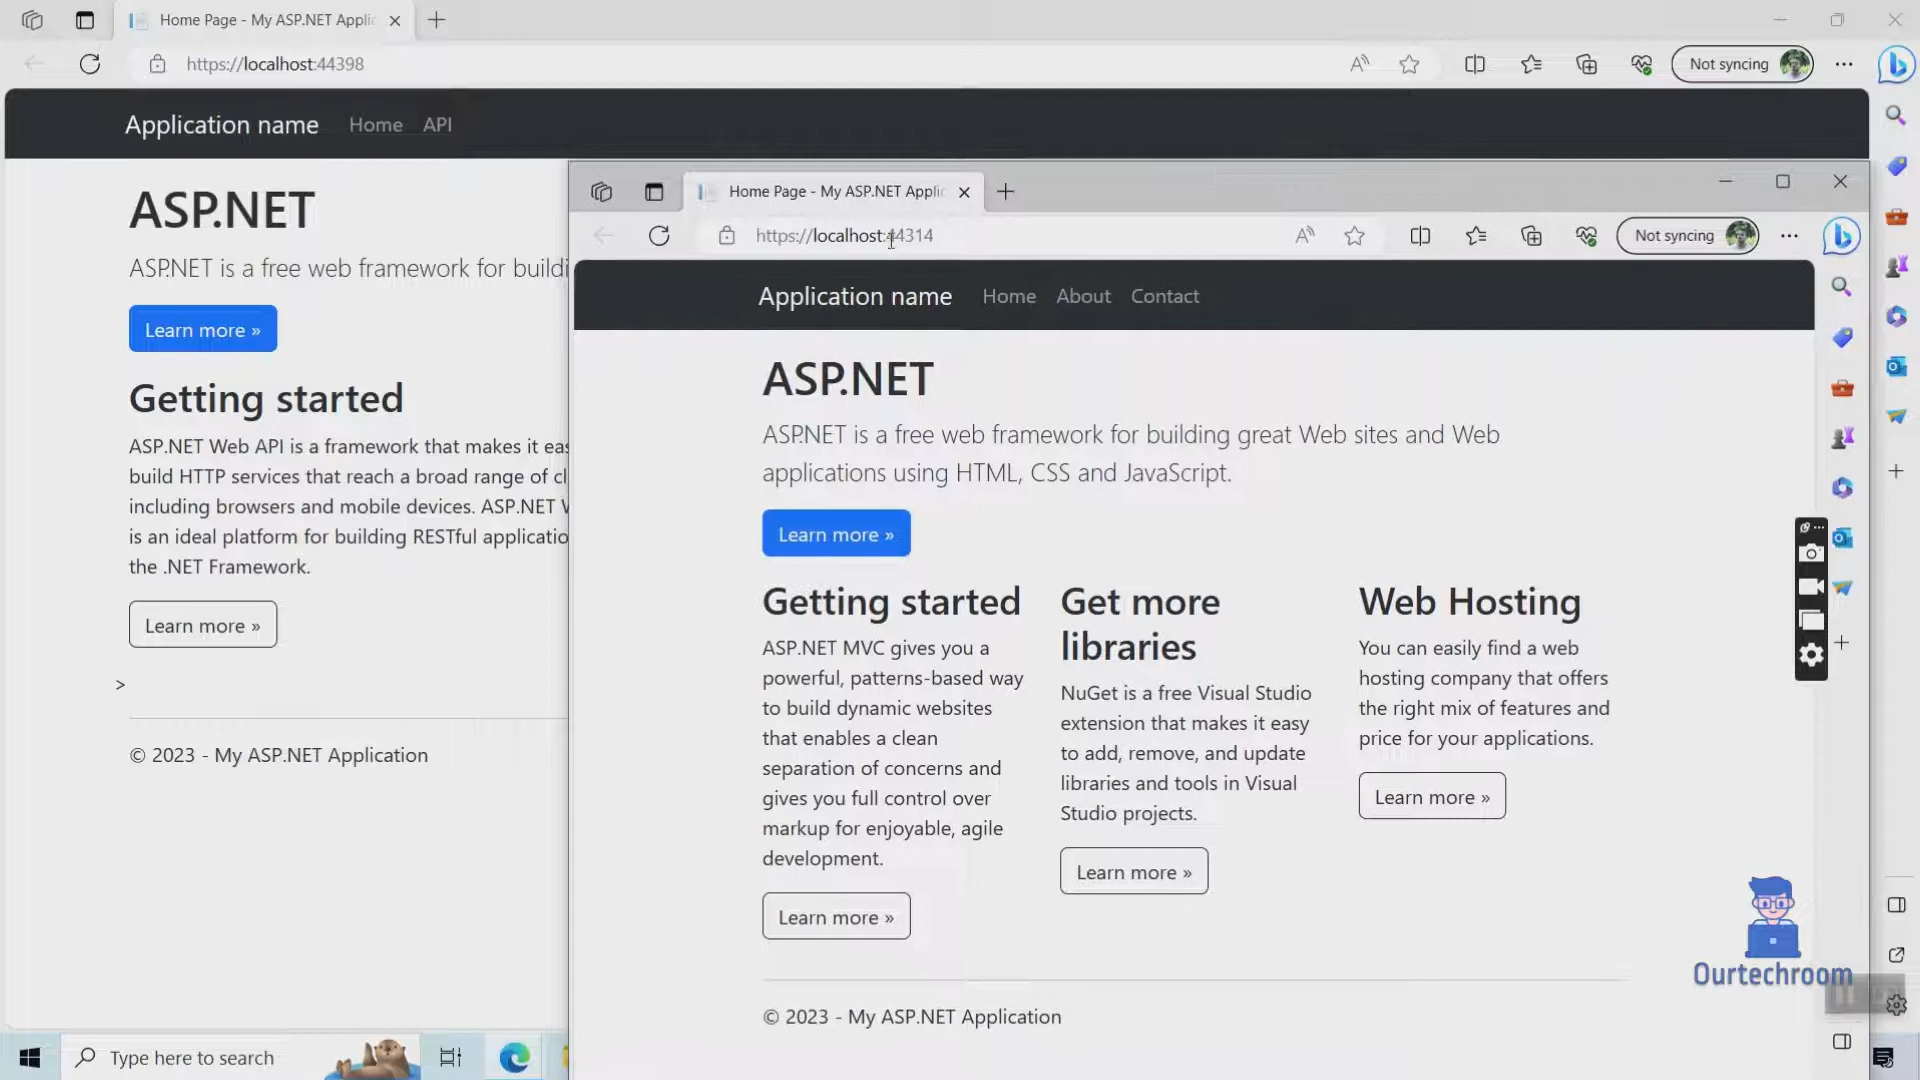 Home Page - My ASP.NET Applic
https://localhost:44398
Not syncing
Application name Home API
ASP.NET
ASP.NET is a free web framework for buildi
Learn more »
Getting started
ASP.NET Web API is a framework that makes it eas
build HTTP services that reach a broad range of cl
including browsers and mobile devices. ASP.NET W
is an ideal platform for building RESTful applicatio
the .NET Framework.
Learn more »
>
© 2023 - My ASP.NET Application
Home Page - My ASP.NET Applic
https://localhost:44314
Not syncing
Application name Home About Contact
ASP.NET
ASP.NET is a free web framework for building great Web sites and Web
applications using HTML, CSS and JavaScript.
Learn more »
Getting started
ASP.NET MVC gives you a
powerful, patterns-based way
to build dynamic websites
that enables a clean
separation of concerns and
gives you full control over
markup for enjoyable, agile
development.
Learn more »
Get more
libraries
NuGet is a free Visual Studio
extension that makes it easy
to add, remove, and update
libraries and tools in Visual
Studio projects.
Learn more »
Web Hosting
You can easily find a web
hosting company that offers
the right mix of features and
price for your applications.
Learn more »
© 2023 - My ASP.NET Application
Ourtechroom
Type here to search